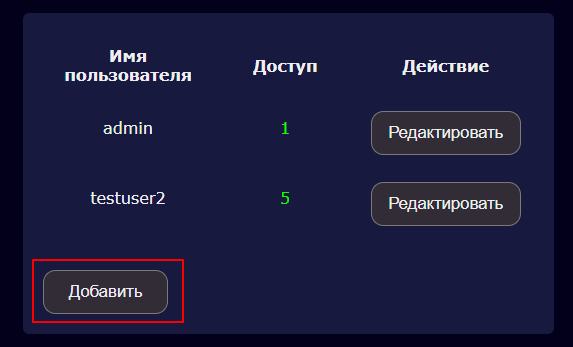 Имя
пользователя
Доступ
Действие
admin
1
Редактировать
testuser2
5
Редактировать
Добавить